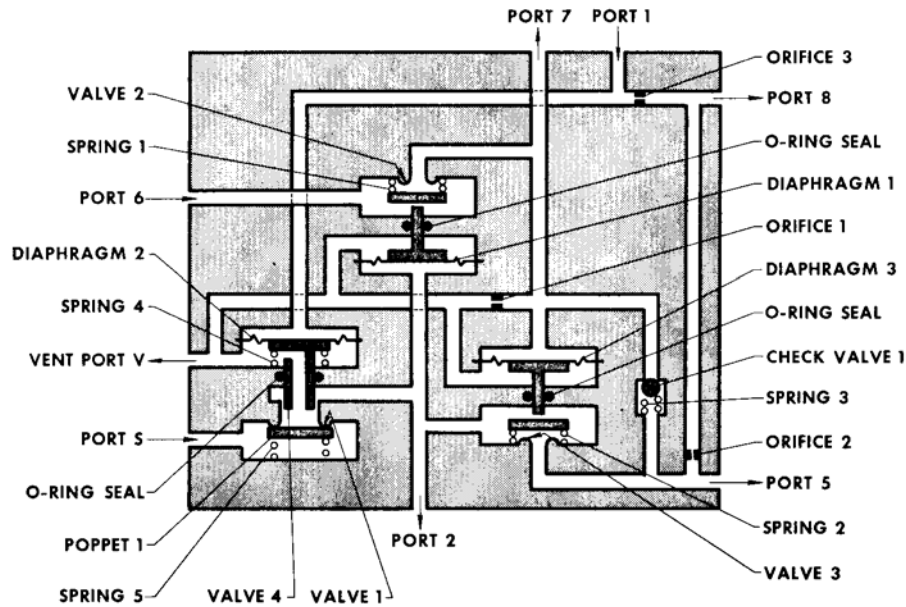 PORT 7
PORT 1
ORIFICE 3
VALVE 2
PORT 8
SPRING 1
O-RING SEAL
PORT 6
DIAPHRAGM 1
DIAPHRAGM 2
ORIFICE 1
SPRING 4
DIAPHRAGM 3
O-RING SEAL
VENT PORT V
CHECK VALVE 1
SPRING 3
PORT S
ORIFICE 2
O-RING SEAL
PORT 5
POPPET 1
PORT 2
SPRING 2
SPRING 5
VALVE 4
VALVE 1
VALVE 3